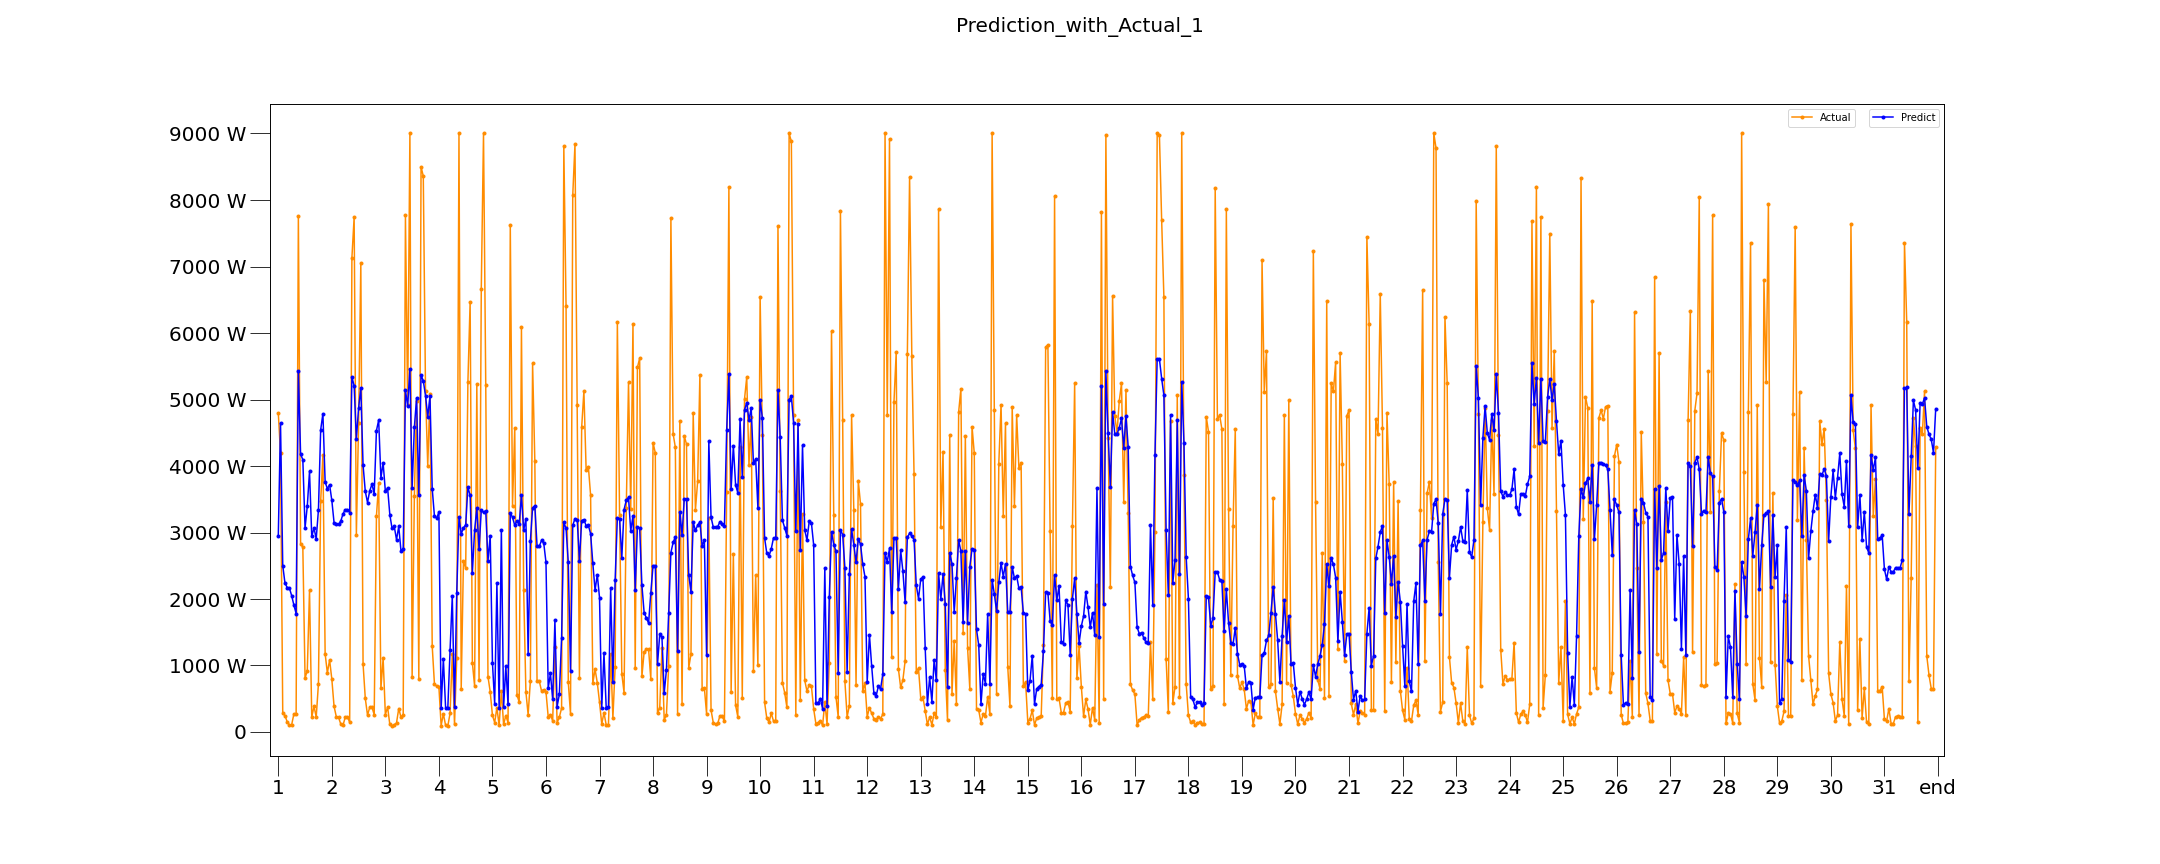 Prediction_with_Actual_1
Actual Predict
9000 W
8000 W
7000 W
6000 W
5000 W
4000 W
3000 W
2000 W
1000 W
0
1 2 3 4 5 6 7 8 9 10 11 12 13 14 15 16 17 18 19 20 21 22 23 24 25 26 27 28 29 30 31 end